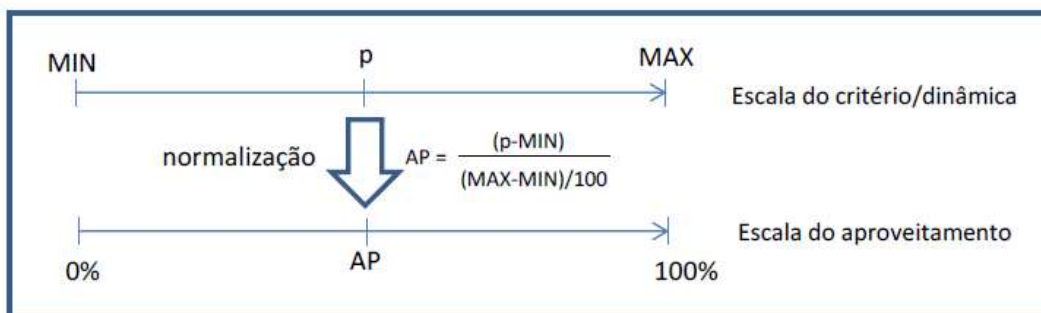 MIN p MAX
Escala do critério/dinâmica
normalização AP = (p-MIN)
(MAX-MIN)/100
Escala do aproveitamento
0% AP 100%